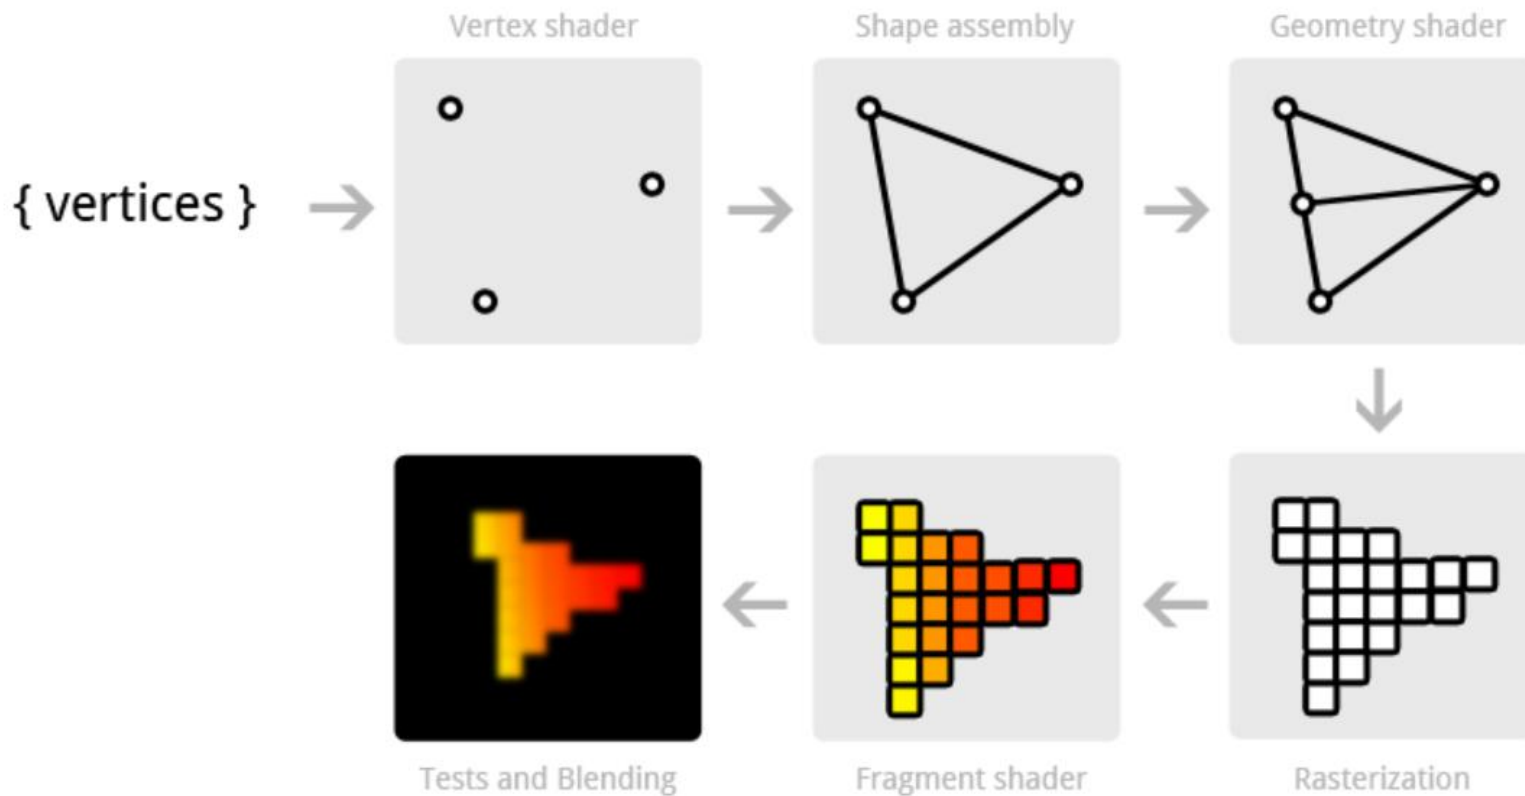 Vertex shader
Shape assembly
Geometry shader
{ vertices }
Tests and Blending
Fragment shader
Rasterization